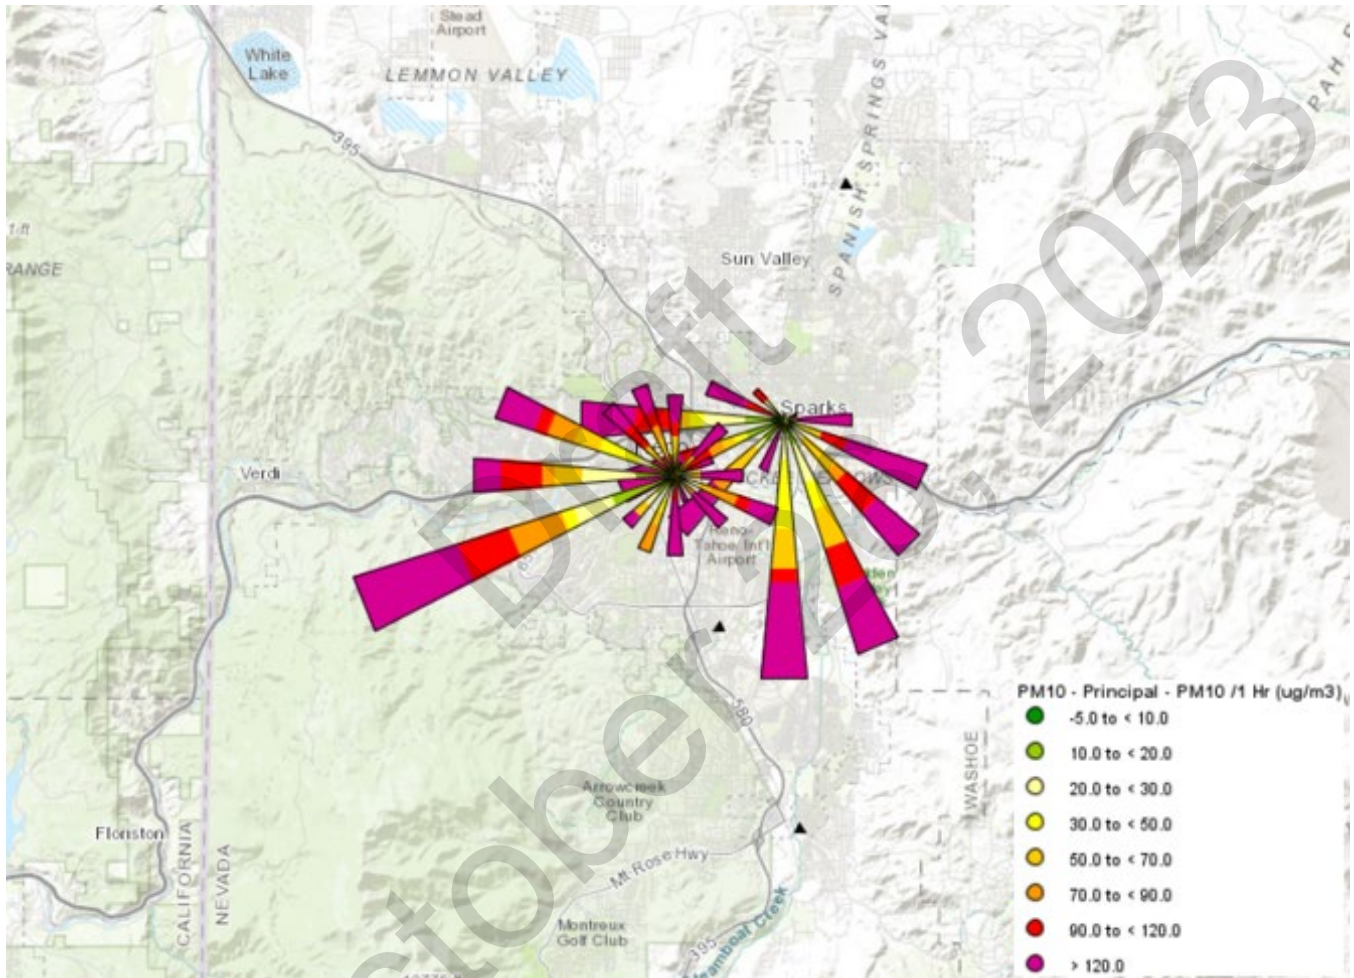 Stead
Airport
White
Lake
LEMMON VALLEY
395
SPANISH SPRINGS VA
PAH
RANGE
Sun Valley
Draft
October 2023
Sparks
Verdi
Reno-
Tahoe Int'l
Airport
580
WASHOE
Arrowcreek
Country
Club
Floriston
CALIFORNIA
NEVADA
Mt Rose Hwy
Montreux
Golf Club
395
Steamboat Creek
PM10 - Principal - PM10 /1 Hr (ug/m3)
-5.0 to < 10.0
10.0 to < 20.0
20.0 to < 30.0
30.0 to < 50.0
50.0 to < 70.0
70.0 to < 90.0
90.0 to < 120.0
> 120.0